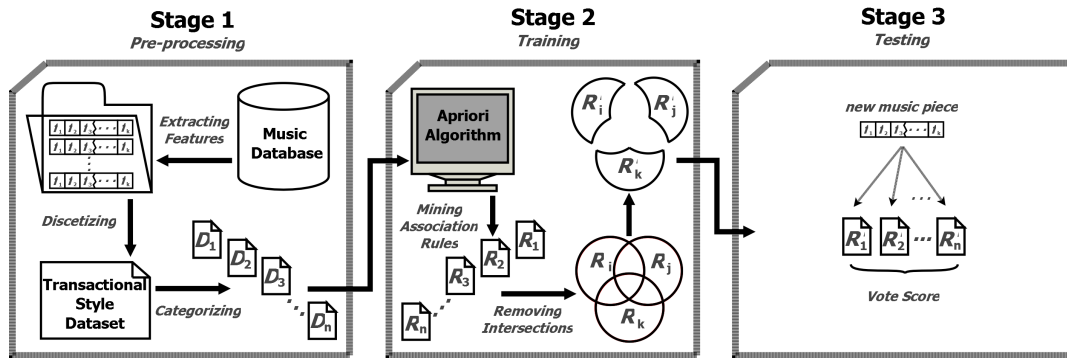 Stage 1
Pre-processing
Extracting
Features
Music
Database
f1 f2 f3 ... fk
f1 f2 f3 ... fk
f1 f2 f3 ... fk
Discetizing
Transactional
Style
Dataset
Categorizing
D1
D2
D3
...
Dn
Stage 2
Training
Apriori
Algorithm
Mining
Association
Rules
R1
R2
R3
...
Rn
Removing
Intersections
Ri Rj
Rk
R'i R'j
R'k
Stage 3
Testing
new music piece
f1 f2 f3 ... fk
...
R'1 R'2 ... R'n
Vote Score